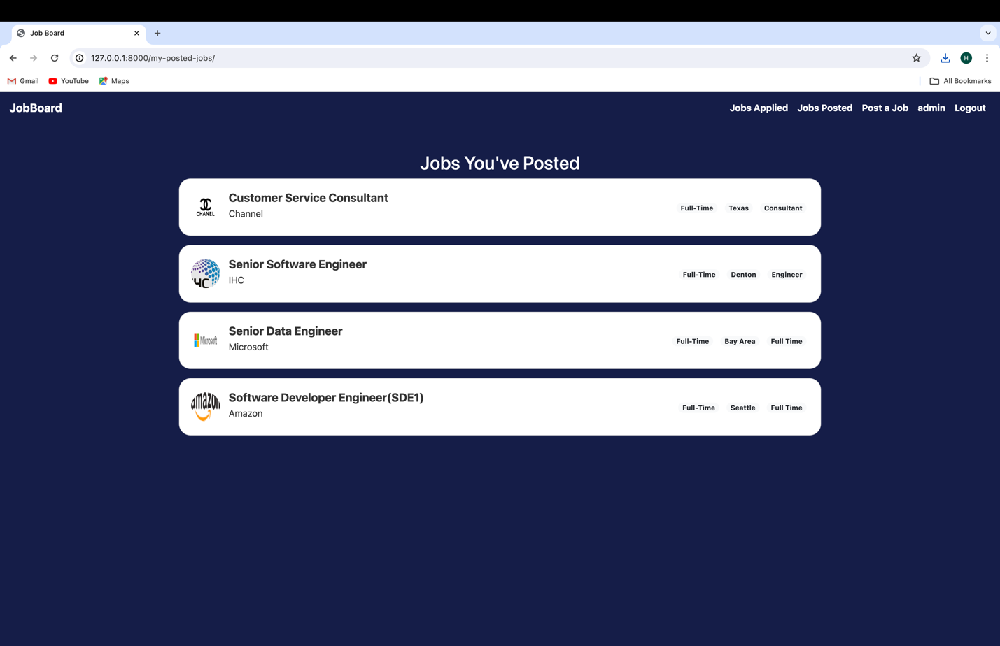 Job Board
127.0.0.1:8000/my-posted-jobs/
H
Gmail YouTube Maps All Bookmarks
JobBoard Jobs Applied Jobs Posted Post a Job admin Logout
Jobs You've Posted
CHANEL
Customer Service Consultant
Channel
Full-Time Texas Consultant
HC
Senior Software Engineer
IHC
Full-Time Denton Engineer
Microsoft
Senior Data Engineer
Microsoft
Full-Time Bay Area Full Time
amazon
Software Developer Engineer(SDE1)
Amazon
Full-Time Seattle Full Time